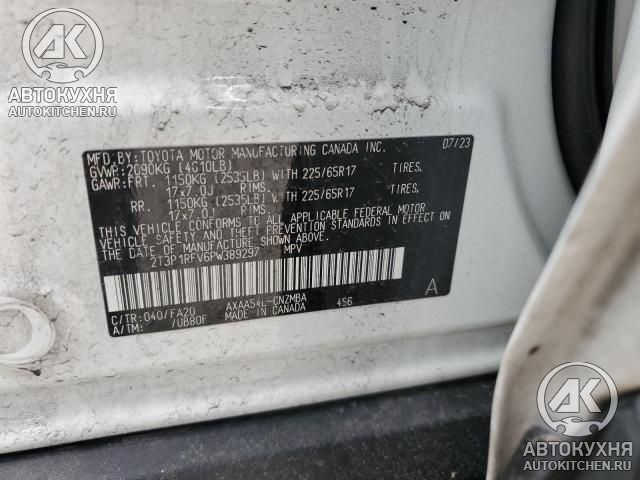 AK
АВТОКУХНЯ
AUTOKITCHEN.RU
MFD. BY: TOYOTA MOTOR MANUFACTURING CANADA INC. 07/23
GVWP: 2090KG (4610LB)
GAWR: FRT. 1150KG (2535LB) WITH 225/65R17 TIRES,
17x7.0J RIMS,
RR. 1150KG (2535LB) WITH 225/65R17 TIRES,
17x7.0J RIMS,
THIS VEHICLE CONFORMS TO ALL APPLICABLE FEDERAL MOTOR
VEHICLE SAFETY AND THEFT PREVENTION STANDARDS IN EFFECT ON
THE DATE OF MANUFACTURE SHOWN ABOVE.
2T3P1RFV6PW389297 MPV
C/TR: 040/FA20 AXAA54L-CNZMBA 456 A
A/TM: /UB80F MADE IN CANADA
AK
АВТОКУХНЯ
AUTOKITCHEN.RU